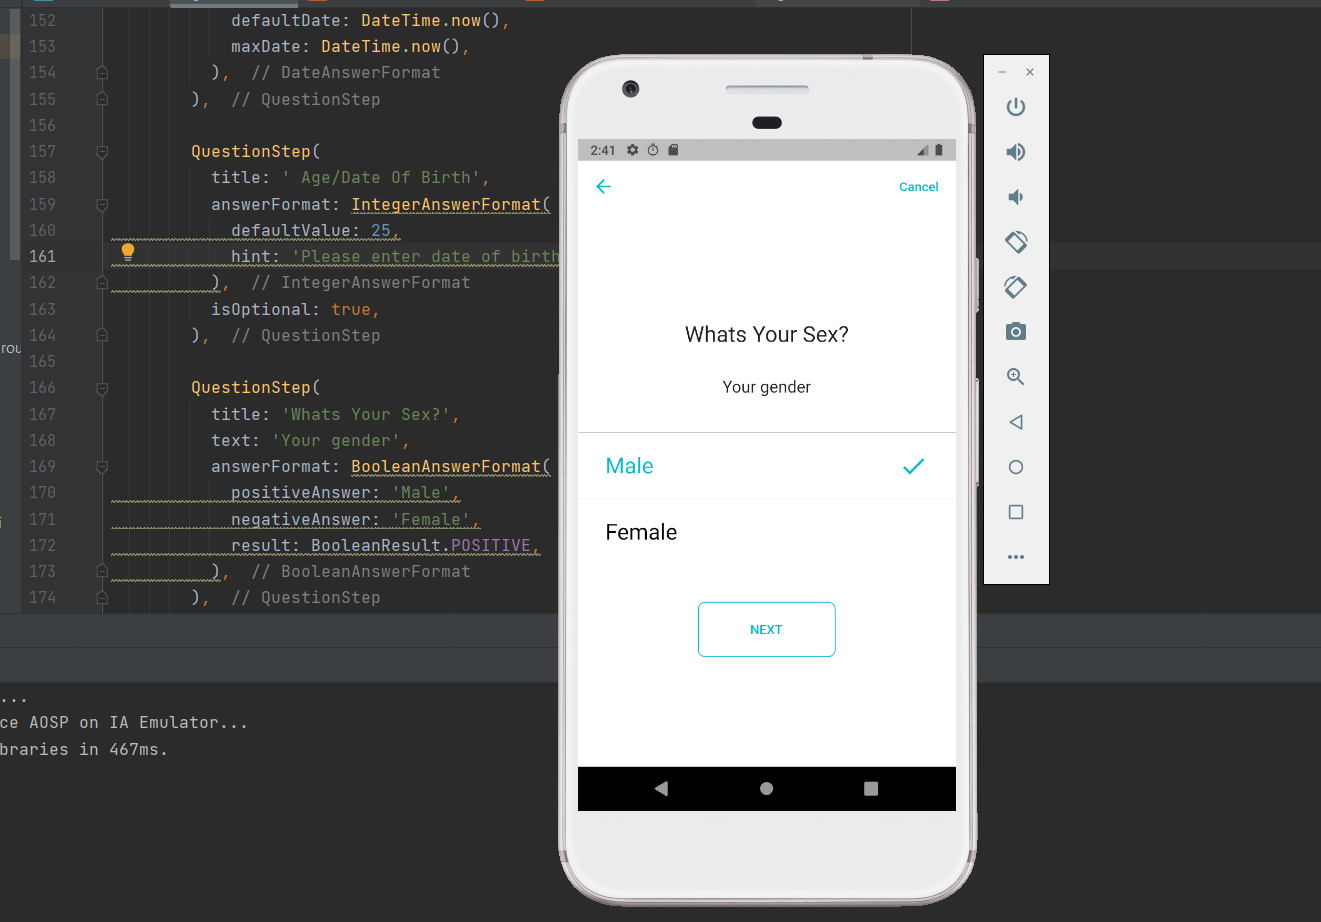 152 defaultDate: DateTime.now(),
153 maxDate: DateTime.now(),
154 ), // DateAnswerFormat
155 ), // QuestionStep
156
157 QuestionStep(
158 title: ' Age/Date Of Birth',
159 answerFormat: IntegerAnswerFormat(
160 defaultValue: 25,
161 hint: 'Please enter date of birth
162 ), // IntegerAnswerFormat
163 isOptional: true,
164 ), // QuestionStep
165
166 QuestionStep(
167 title: 'Whats Your Sex?',
168 text: 'Your gender',
169 answerFormat: BooleanAnswerFormat(
170 positiveAnswer: 'Male',
171 negativeAnswer: 'Female',
172 result: BooleanResult.POSITIVE,
173 ), // BooleanAnswerFormat
174 ), // QuestionStep
rou
...
ce AOSP on IA Emulator...
braries in 467ms.
2:41
Cancel
Whats Your Sex?
Your gender
Male
Female
NEXT